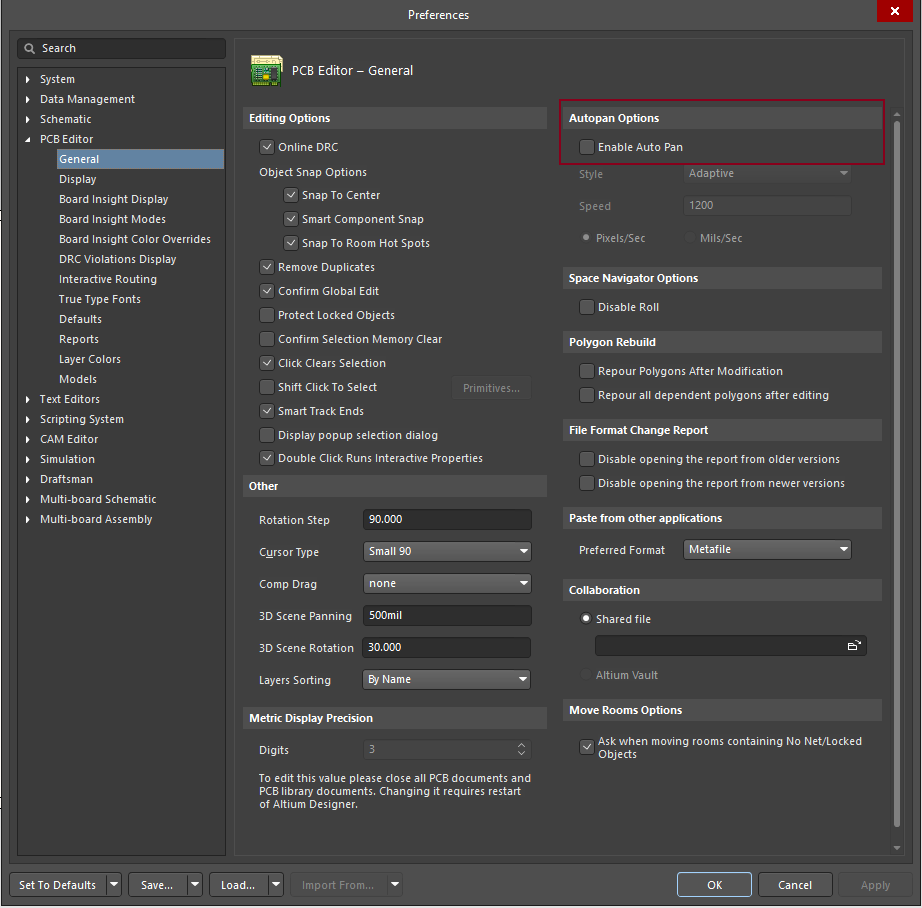 Preferences
Search
System
Data Management
Schematic
PCB Editor
General
Display
Board Insight Display
Board Insight Modes
Board Insight Color Overrides
DRC Violations Display
Interactive Routing
True Type Fonts
Defaults
Reports
Layer Colors
Models
Text Editors
Scripting System
CAM Editor
Simulation
Draftsman
Multi-board Schematic
Multi-board Assembly
PCB Editor – General
Editing Options
Online DRC
Object Snap Options
Snap To Center
Smart Component Snap
Snap To Room Hot Spots
Remove Duplicates
Confirm Global Edit
Protect Locked Objects
Confirm Selection Memory Clear
Click Clears Selection
Shift Click To Select
Primitives...
Smart Track Ends
Display popup selection dialog
Double Click Runs Interactive Properties
Other
Rotation Step 90.000
Cursor Type Small 90
Comp Drag none
3D Scene Panning 500mil
3D Scene Rotation 30.000
Layers Sorting By Name
Metric Display Precision
Digits 3
To edit this value please close all PCB documents and
PCB library documents. Changing it requires restart
of Altium Designer.
Autopan Options
Enable Auto Pan
Style Adaptive
Speed 1200
Pixels/Sec Mils/Sec
Space Navigator Options
Disable Roll
Polygon Rebuild
Repour Polygons After Modification
Repour all dependent polygons after editing
File Format Change Report
Disable opening the report from older versions
Disable opening the report from newer versions
Paste from other applications
Preferred Format Metafile
Collaboration
Shared file
Altium Vault
Move Rooms Options
Ask when moving rooms containing No Net/Locked
Objects
Set To Defaults Save... Load... Import From... OK Cancel Apply